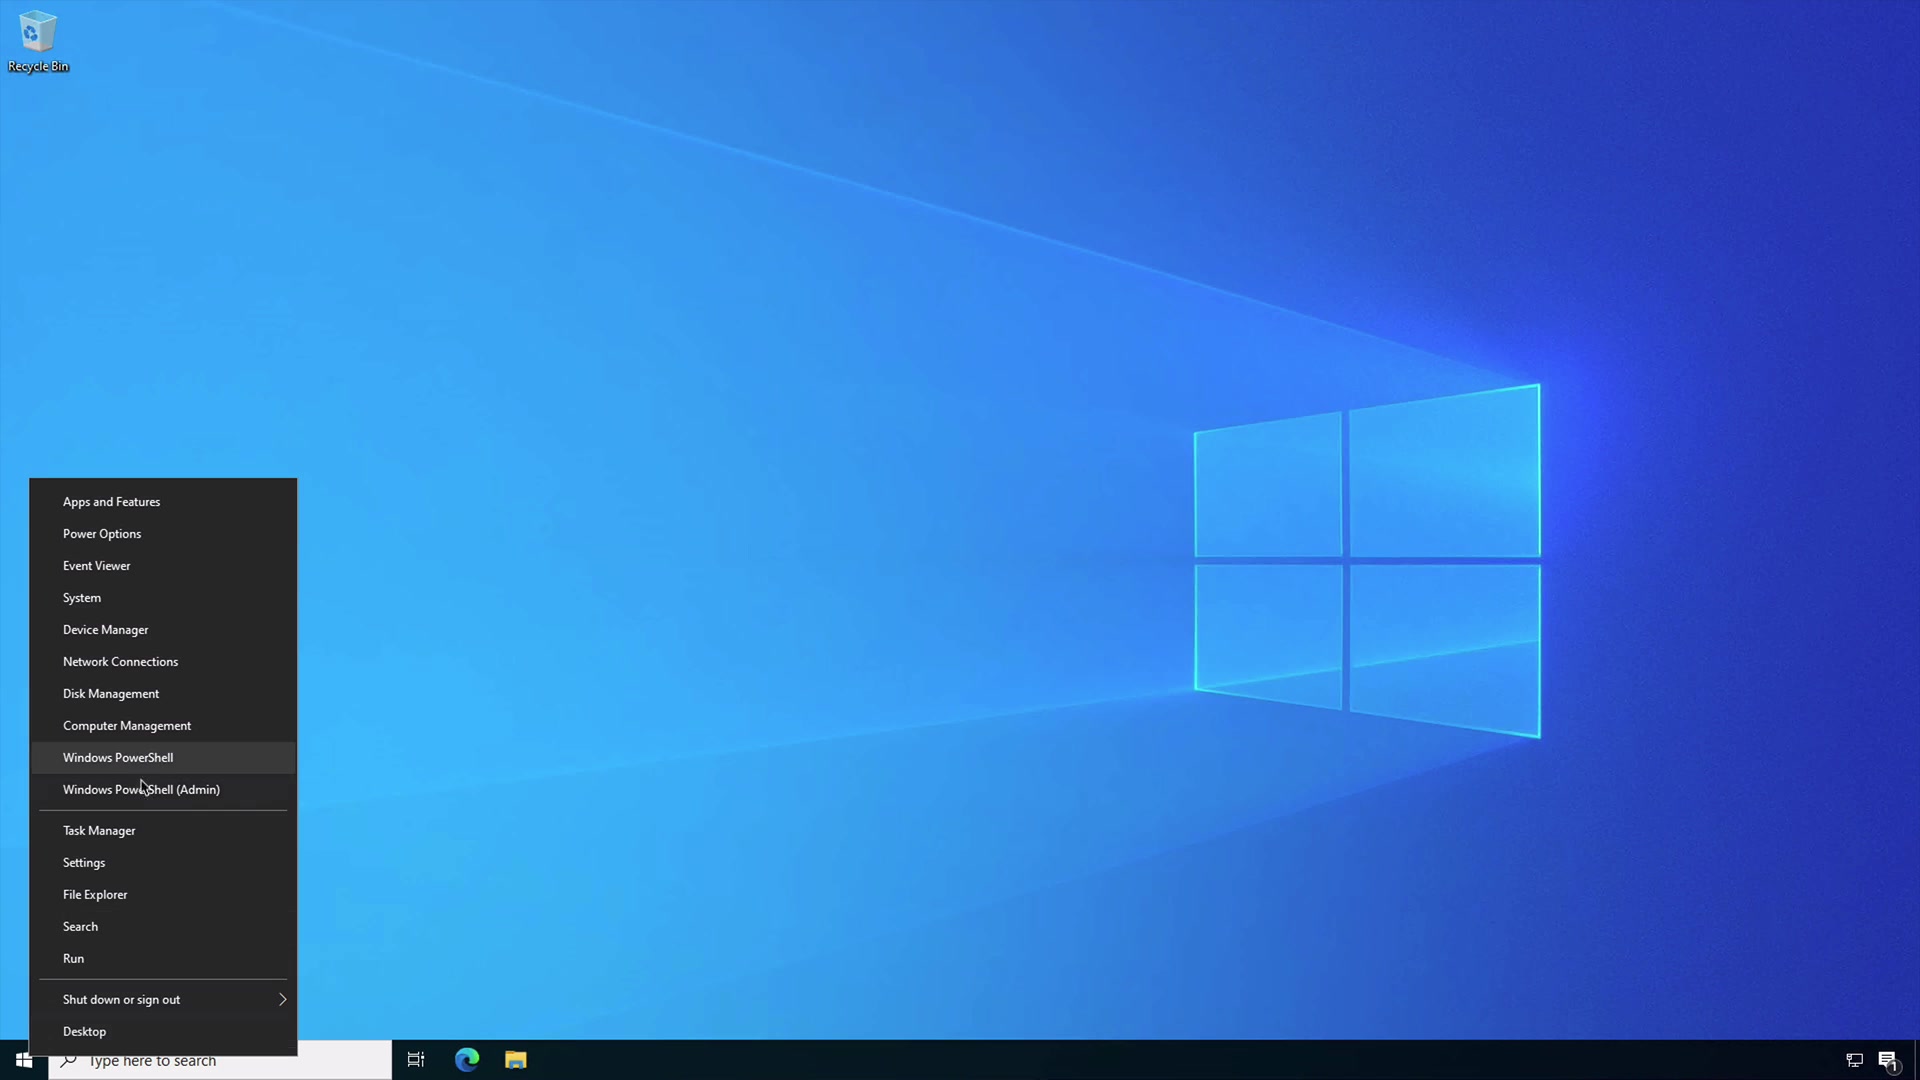 Recycle Bin
Apps and Features
Power Options
Event Viewer
System
Device Manager
Network Connections
Disk Management
Computer Management
Windows PowerShell
Windows PowerShell (Admin)
Task Manager
Settings
File Explorer
Search
Run
Shut down or sign out
Desktop
Type here to search
1